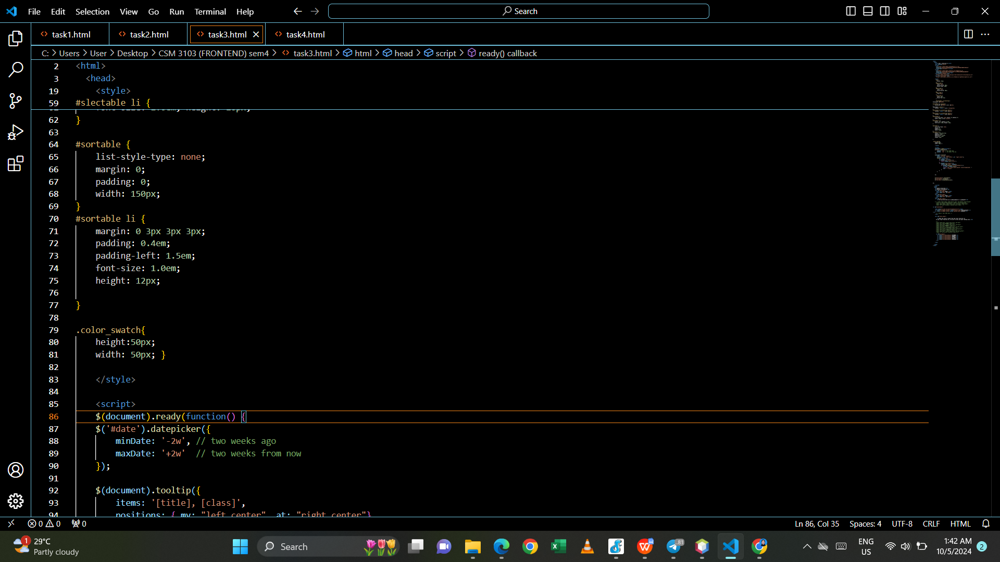 File Edit Selection View Go Run Terminal Help
Search
task1.html task2.html task3.html task4.html
C: > Users > User > Desktop > CSM 3103 (FRONTEND) sem4 > task3.html > html > head > script > ready() callback
2 <html>
3 <head>
19 <style>
59 #slectable li {
62 }
63
64 #sortable {
65 list-style-type: none;
66 margin: 0;
67 padding: 0;
68 width: 150px;
69 }
70 #sortable li {
71 margin: 0 3px 3px 3px;
72 padding: 0.4em;
73 padding-left: 1.5em;
74 font-size: 1.0em;
75 height: 12px;
76
77 }
78
79 .color_swatch{
80 height:50px;
81 width: 50px; }
82
83 </style>
84
85 <script>
86 $(document).ready(function() {
87 $('#date').datepicker({
88 minDate: '-2w', // two weeks ago
89 maxDate: '+2w' // two weeks from now
90 });
91
92 $(document).tooltip({
93 items: '[title], [class]',
94 positions: { my: "left center", at: "right center"}
0 0 0
Ln 86, Col 35 Spaces: 4 UTF-8 CRLF HTML
1 29°C
Partly cloudy
Search
81
ENG
US
1:42 AM
10/5/2024
2